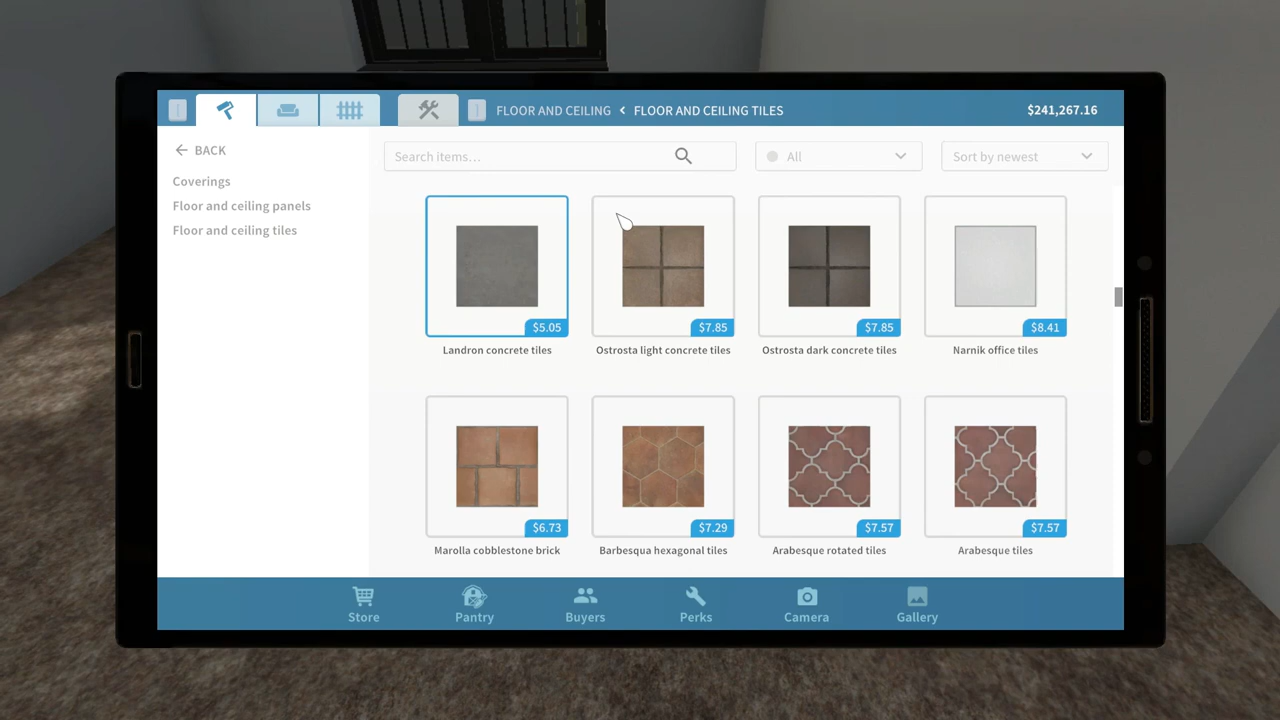 FLOOR AND CEILING < FLOOR AND CEILING TILES
$241,267.16
BACK
Coverings
Floor and ceiling panels
Floor and ceiling tiles
Search items...
All
Sort by newest
$5.05
$7.85
$7.85
$8.41
Landron concrete tiles
Ostrosta light concrete tiles
Ostrosta dark concrete tiles
Narnik office tiles
$6.73
$7.29
$7.57
$7.57
Marolla cobblestone brick
Barbesqua hexagonal tiles
Arabesque rotated tiles
Arabesque tiles
Store
Pantry
Buyers
Perks
Camera
Gallery